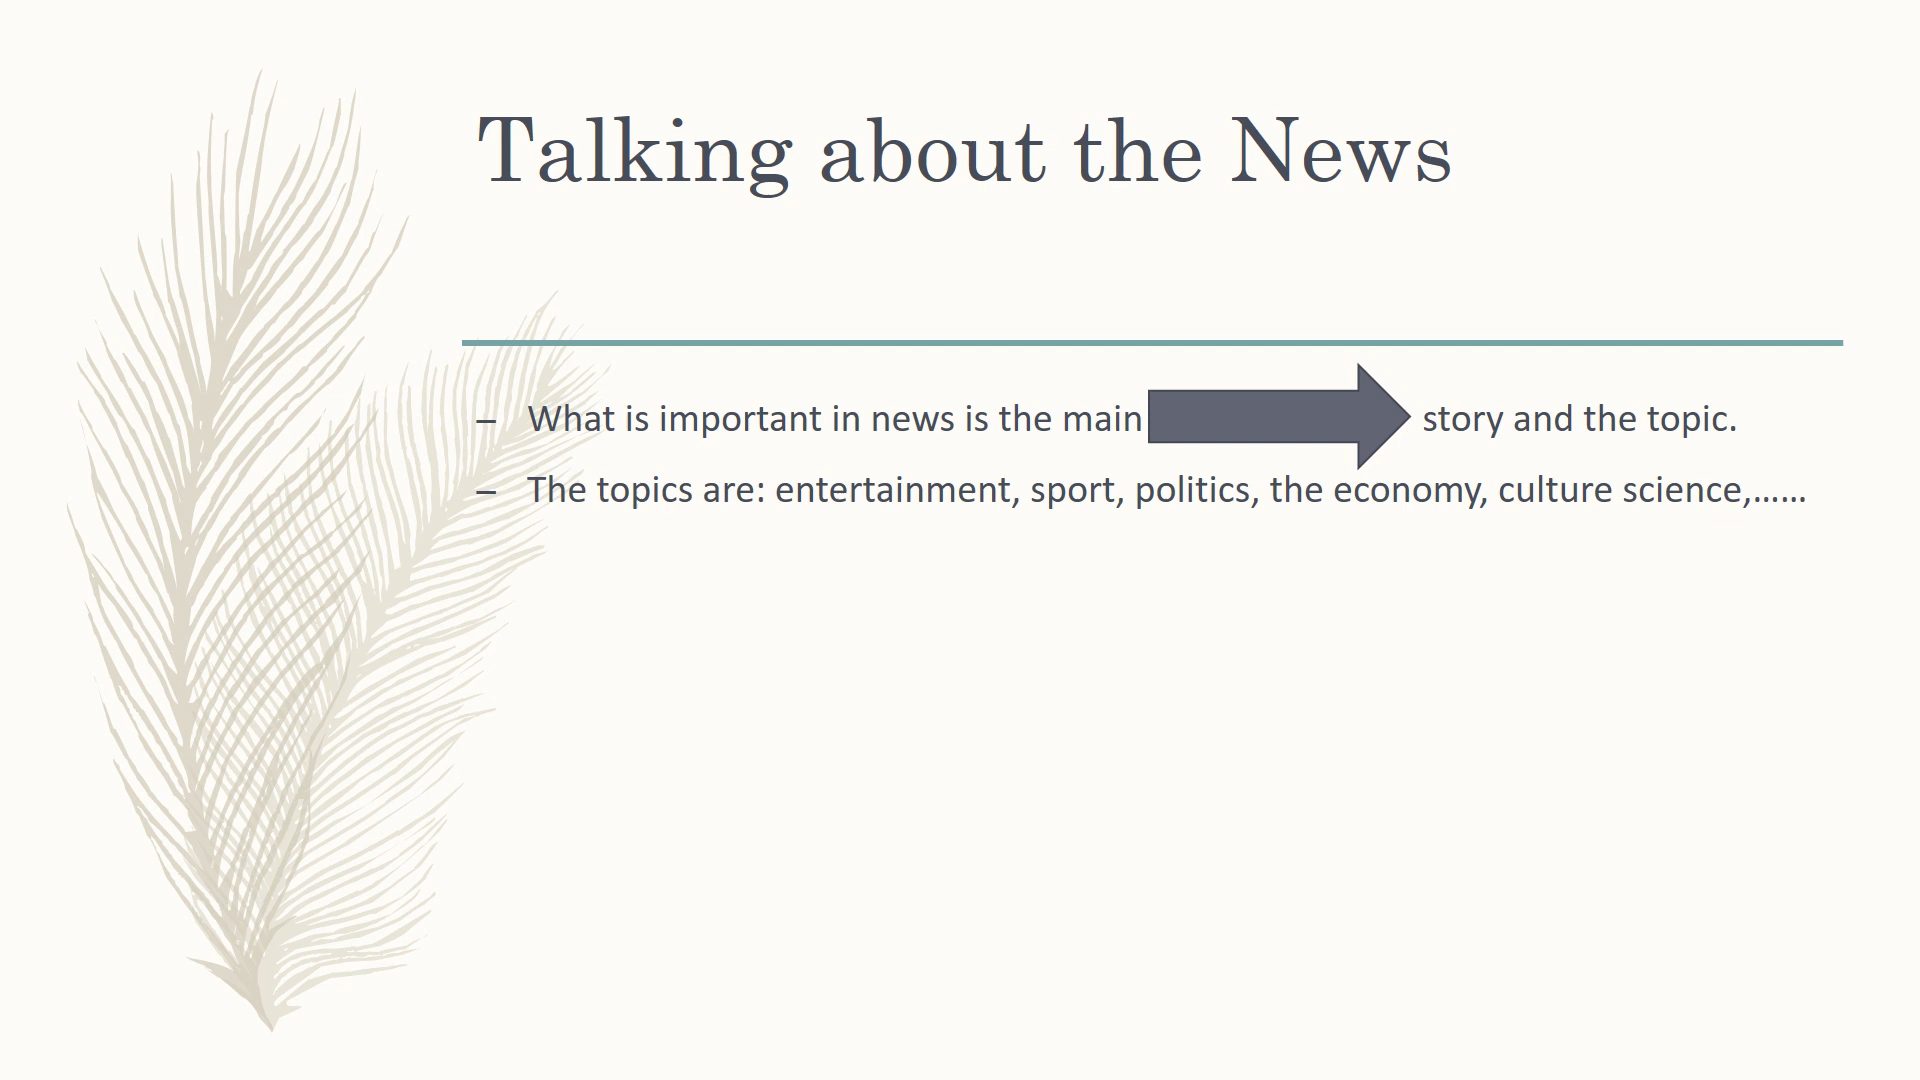 Talking about the News
– What is important in news is the main story and the topic.
– The topics are: entertainment, sport, politics, the economy, culture science,......